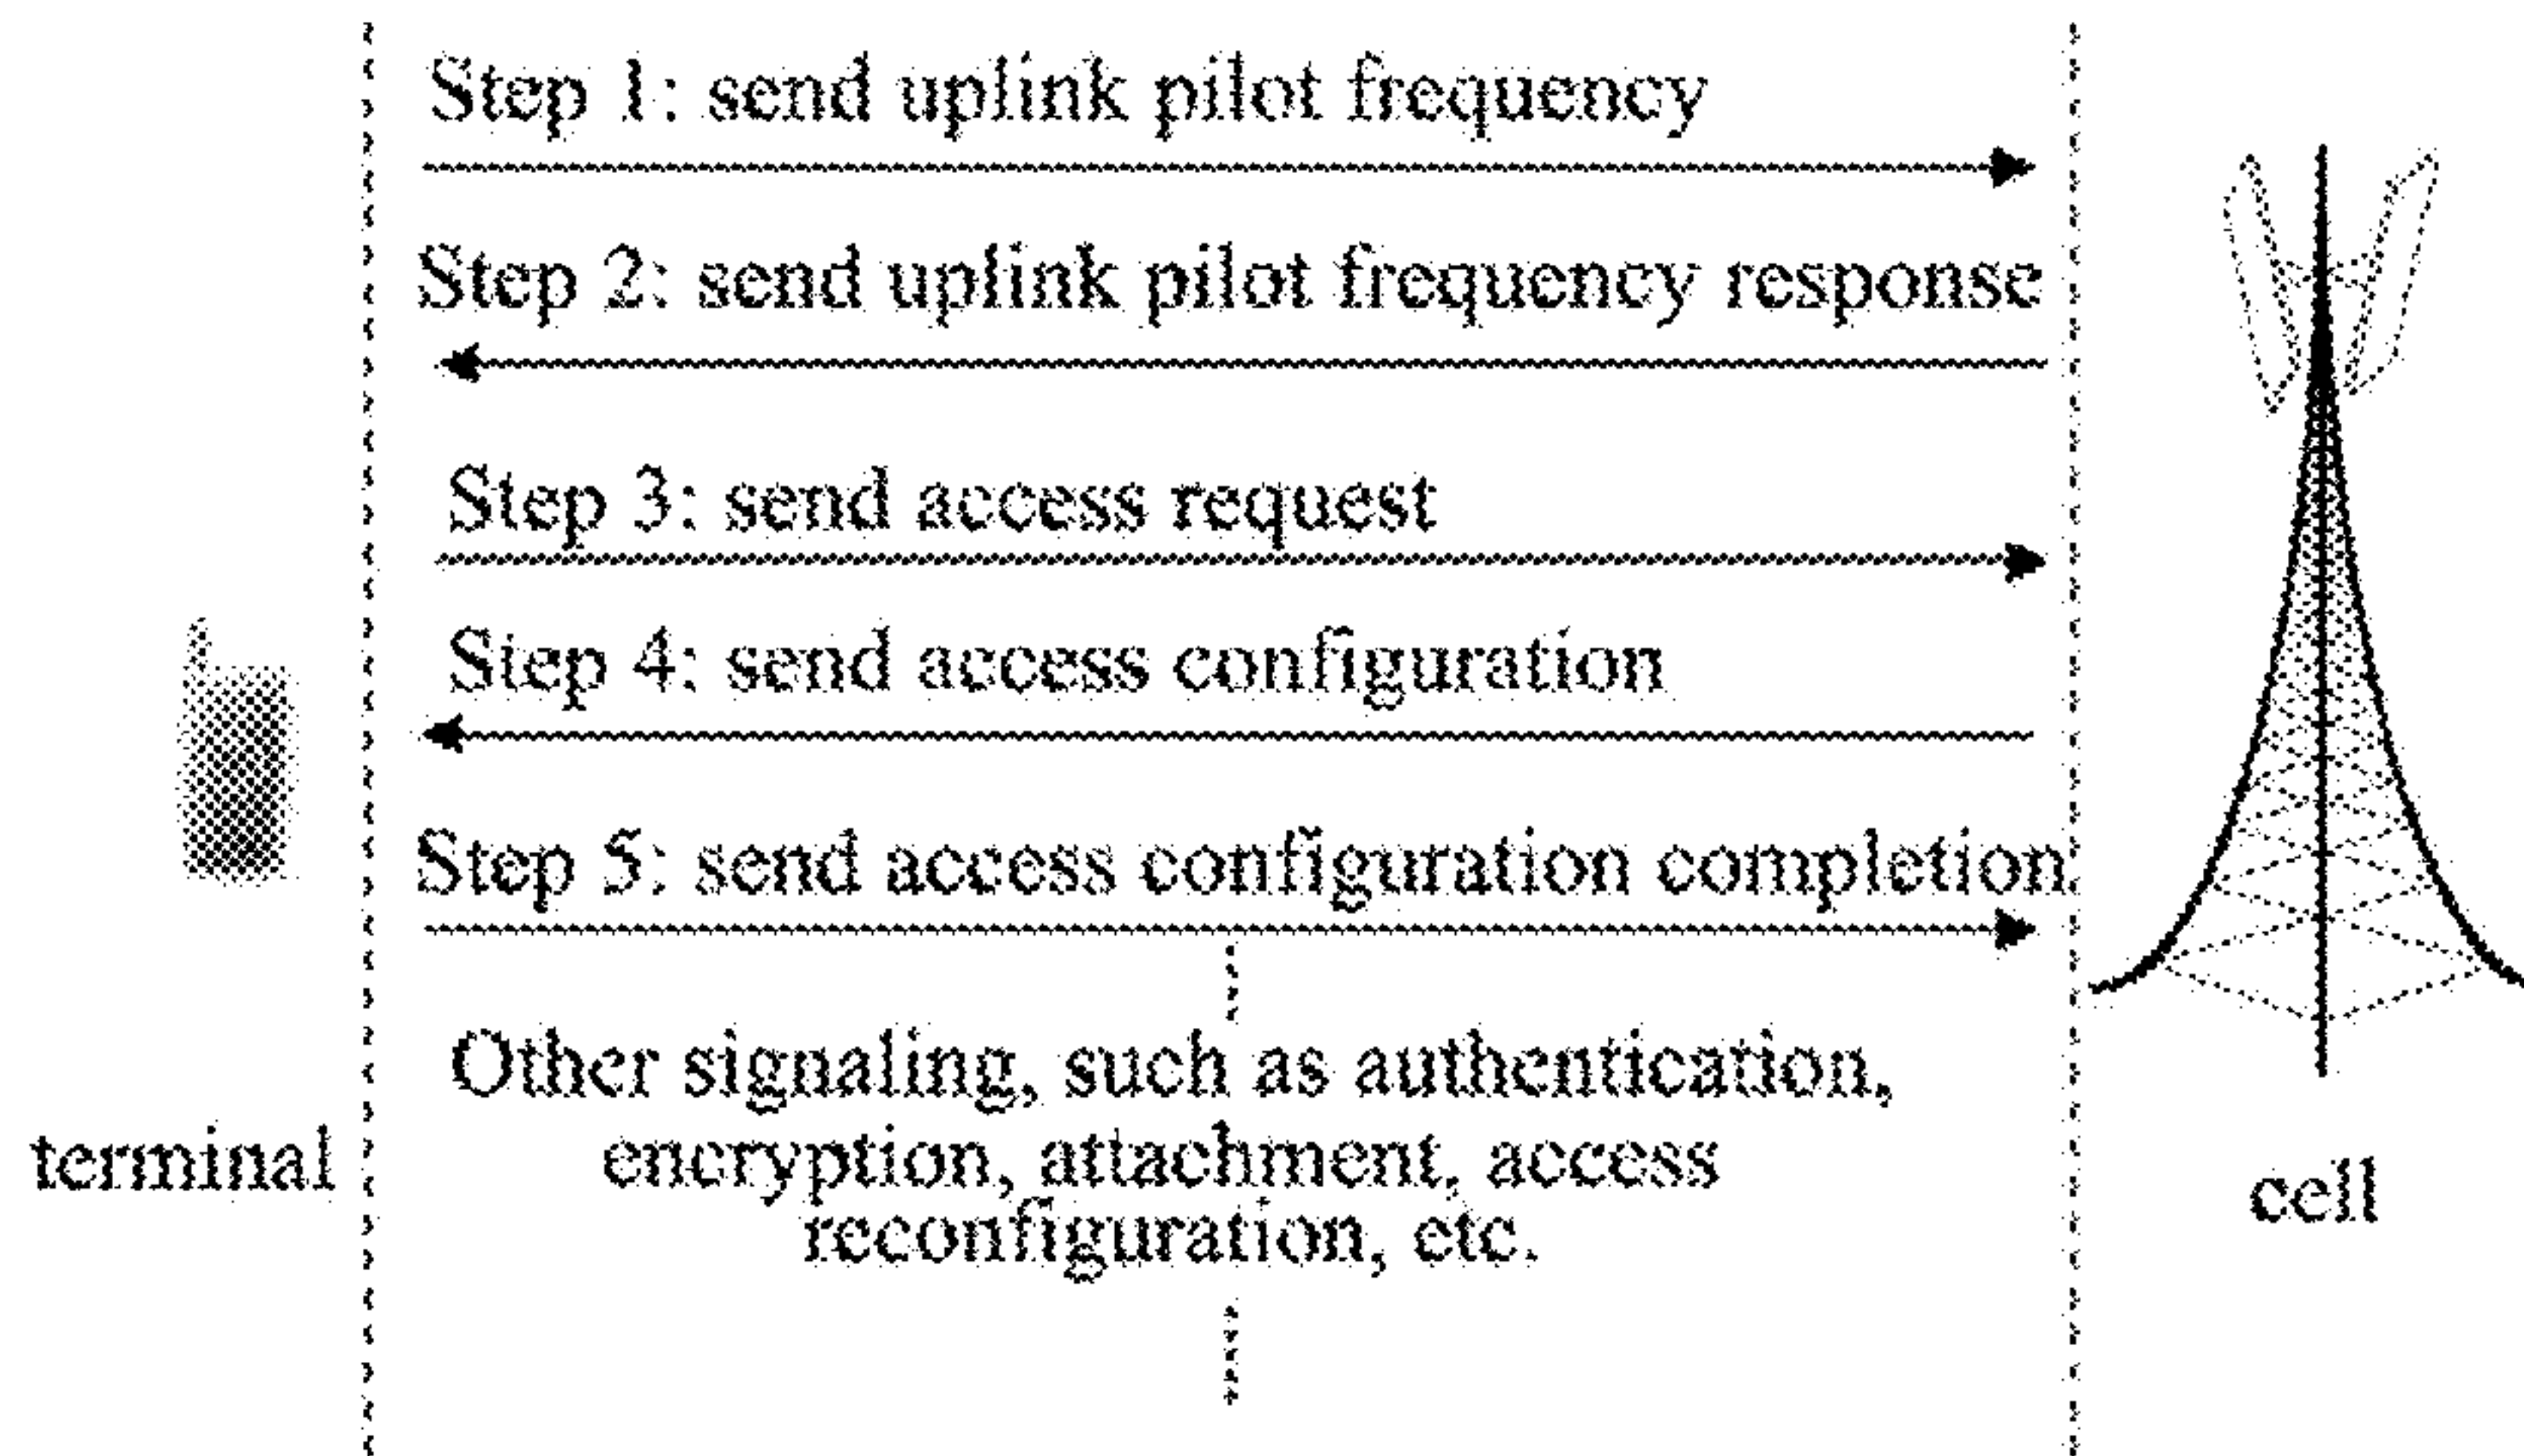 Step 1: send uplink pilot frequency
Step 2: send uplink pilot frequency response
Step 3: send access request
Step 4: send access configuration
Step 5: send access configuration completion
Other signaling, such as authentication,
encryption, attachment, access
reconfiguration, etc.
terminal
cell